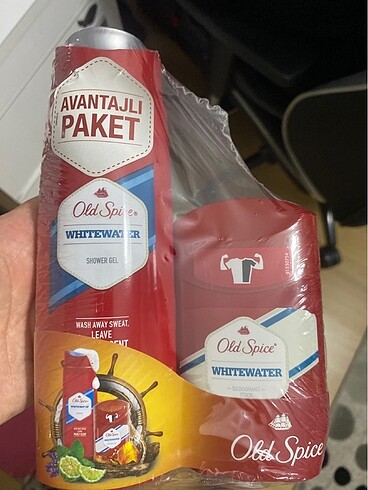 AVANTAJLI
PAKET
Old Spice
WHITEWATER
SHOWER GEL
WASH AWAY SWEAT,
LEAVE
Old Spice
WHITEWATER
DEODORANT
STICK
Old Spice